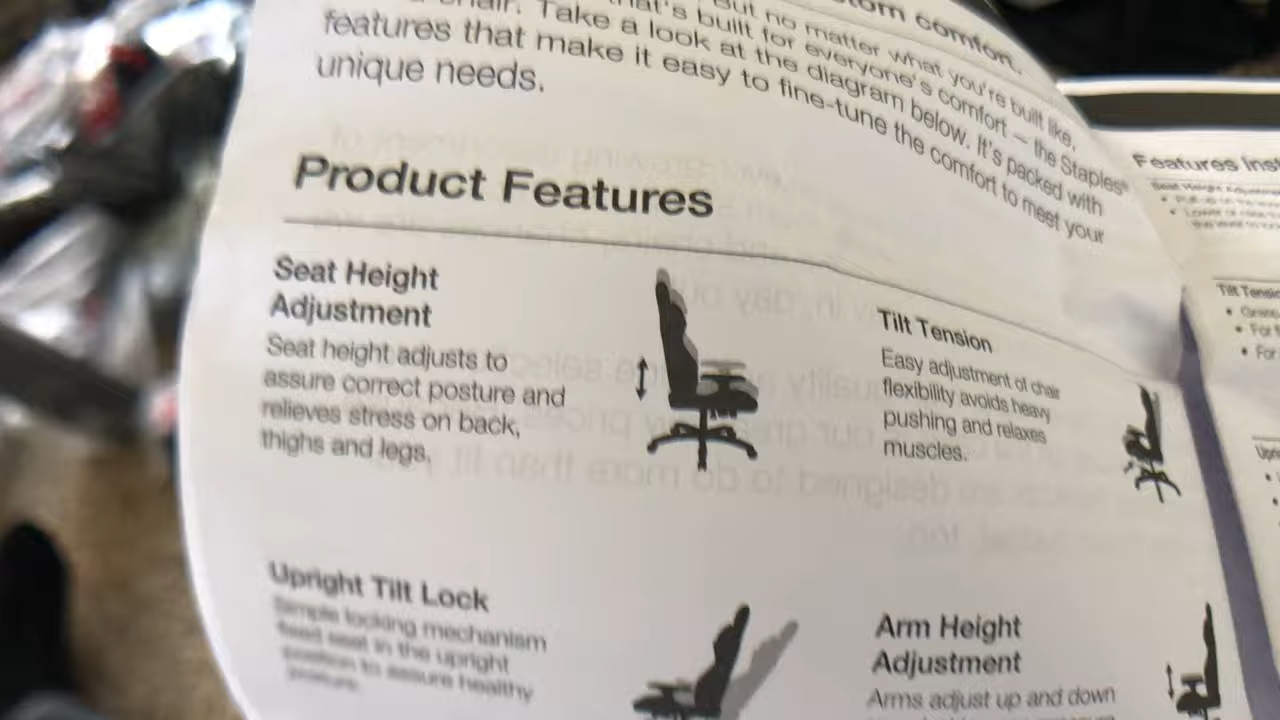 tom comfort.
chair. But no matter what you're built like,
that's built for everyone's comfort – the Staples®
Take a look at the diagram below. It's packed with
features that make it easy to fine-tune the comfort to meet your
unique needs.
Product Features
Seat Height
Adjustment
Seat height adjusts to
assure correct posture and
relieves stress on back,
thighs and legs.
Tilt Tension
Easy adjustment of chair
flexibility avoids heavy
pushing and relaxes
muscles.
Upright Tilt Lock
Simple locking mechanism
seat in the upright
position to assure healthy
posture.
Arm Height
Adjustment
Arms adjust up and down
Features Inst
Seat Height
Tilt Tensio
• For
• For